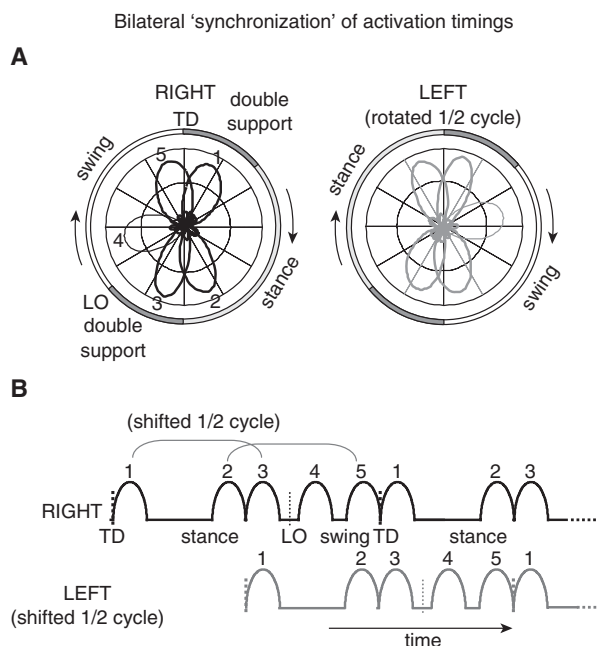 Bilateral ‘synchronization’ of activation timings
A
RIGHT
TD
double
support
swing
5
1
4
3
2
LO
double
support
stance
LEFT
(rotated 1/2 cycle)
stance
swing
B
(shifted 1/2 cycle)
1 2 3 4 5 1 2 3
RIGHT
TD stance LO swing TD stance
1 2 3 4 5 1
LEFT
(shifted 1/2 cycle)
time